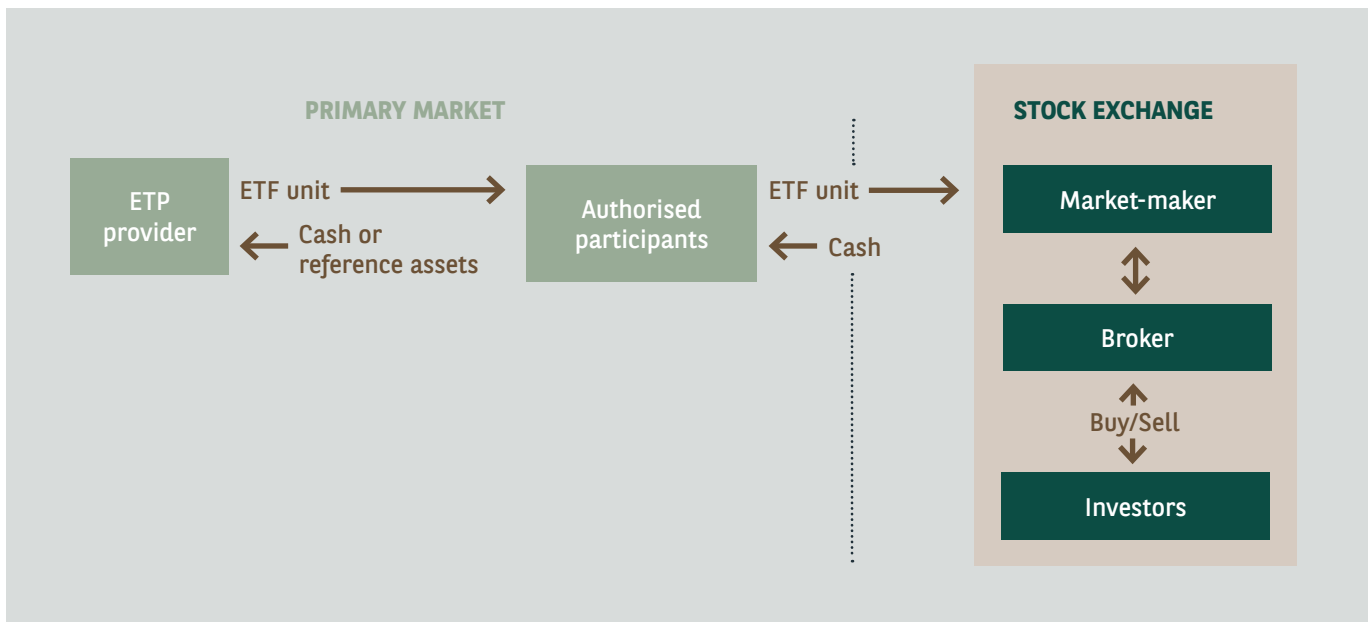 PRIMARY MARKET
STOCK EXCHANGE
ETP
provider
ETF unit
Cash or
reference assets
Authorised
participants
ETF unit
Cash
Market-maker
Broker
Buy/Sell
Investors